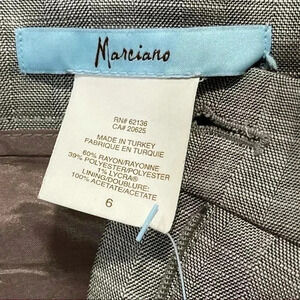 Marciano
RN# 62136
CA# 20625
MADE IN TURKEY
FABRIQUE EN TURQUIE
60% RAYON/RAYONNE
39% POLYESTER/POLYESTER
1% LYCRA®
LINING/DOUBLURE:
100% ACETATE/ACETATE
6